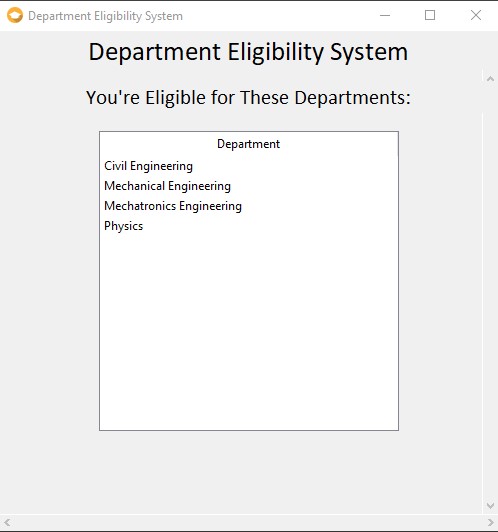 Department Eligibility System
Department Eligibility System
You're Eligible for These Departments:
Department
Civil Engineering
Mechanical Engineering
Mechatronics Engineering
Physics